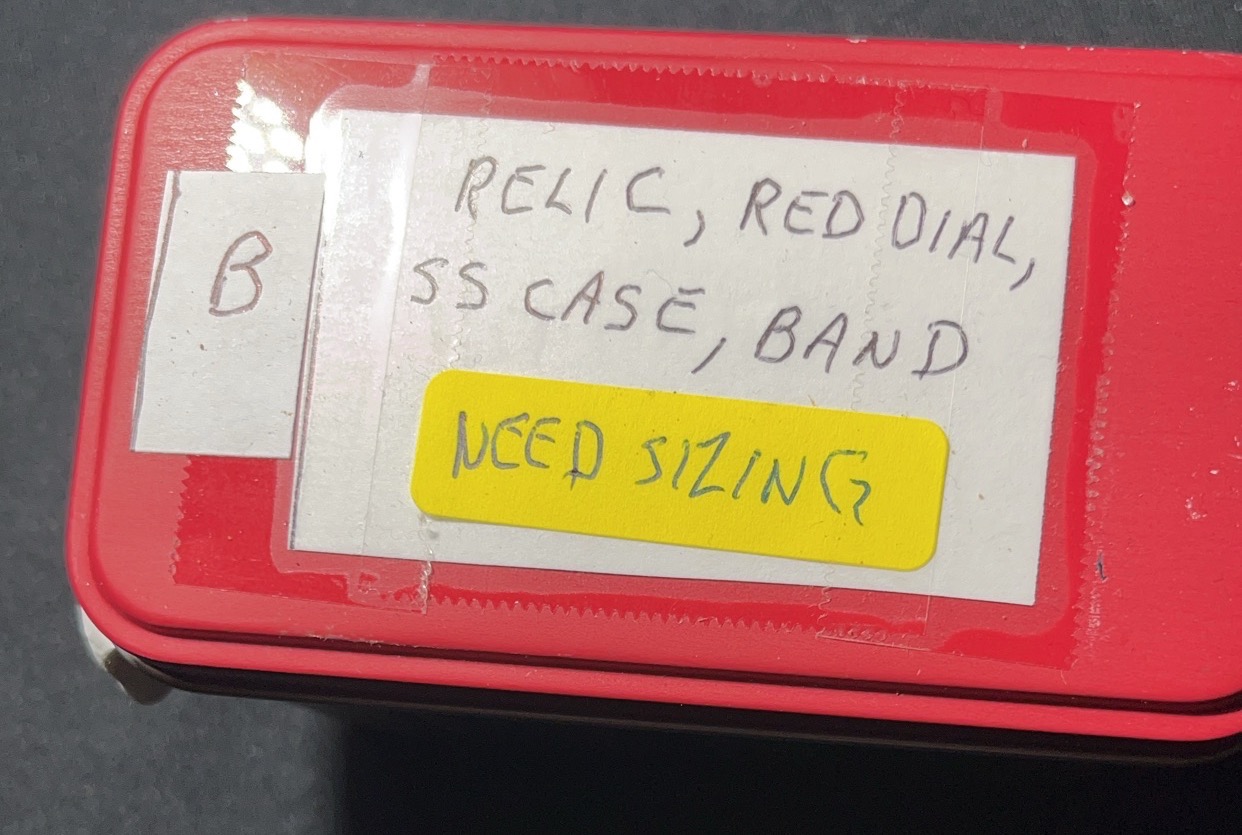 B
RELIC, RED DIAL,
SS CASE, BAND
NEED SIZING